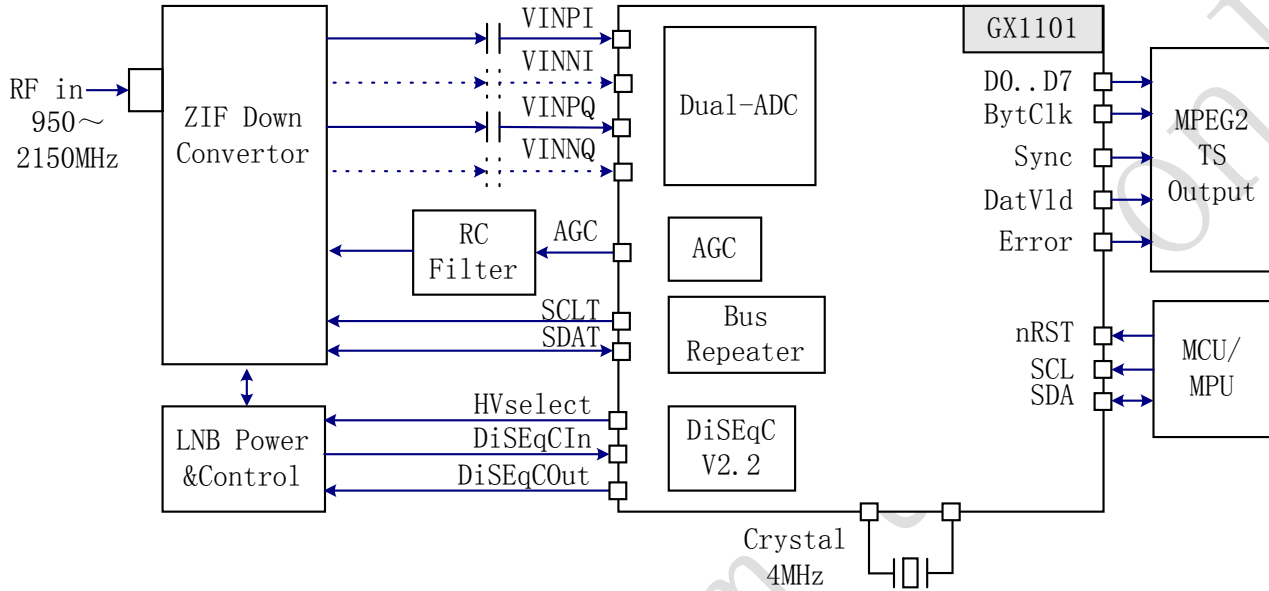 RF in
950～
2150MHz
ZIF Down
Convertor
VINPI
VINNI
VINPQ
VINNQ
RC
Filter
AGC
SCLT
SDAT
LNB Power
&Control
HVselect
DiSEqCIn
DiSEqCOut
GX1101
Dual-ADC
AGC
Bus
Repeater
DiSEqC
V2.2
D0..D7
BytClk
Sync
DatVld
Error
MPEG2
TS
Output
nRST
SCL
SDA
MCU/
MPU
Crystal
4MHz